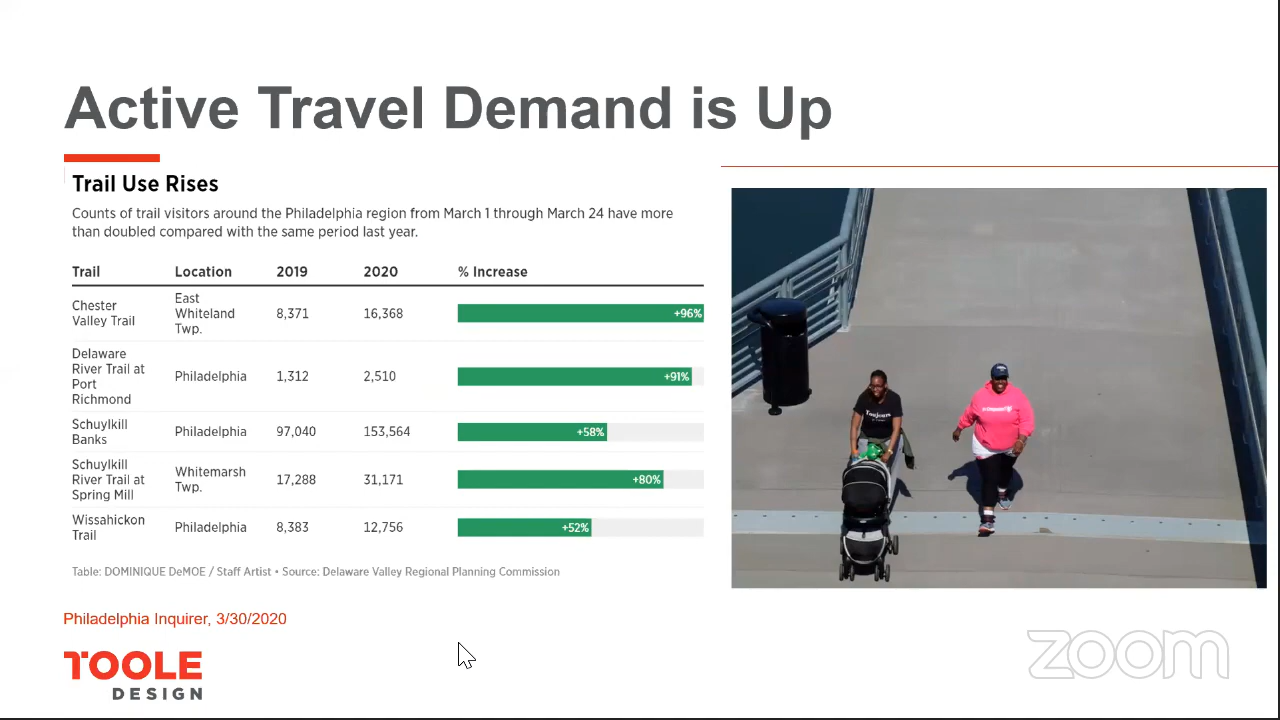 Active Travel Demand is Up
Trail Use Rises
Counts of trail visitors around the Philadelphia region from March 1 through March 24 have more
than doubled compared with the same period last year.
Trail Location 2019 2020 % Increase
Chester
Valley Trail
East
Whiteland
Twp.
8,371 16,368 +96%
Delaware
River Trail at
Port
Richmond
Philadelphia 1,312 2,510 +91%
Schuylkill
Banks
Philadelphia 97,040 153,564 +58%
Schuylkill
River Trail at
Spring Mill
Whitemarsh
Twp.
17,288 31,171 +80%
Wissahickon
Trail
Philadelphia 8,383 12,756 +52%
Table: DOMINIQUE DeMOE / Staff Artist • Source: Delaware Valley Regional Planning Commission
Toujours
Philadelphia Inquirer, 3/30/2020
TOOLE
DESIGN
zoom